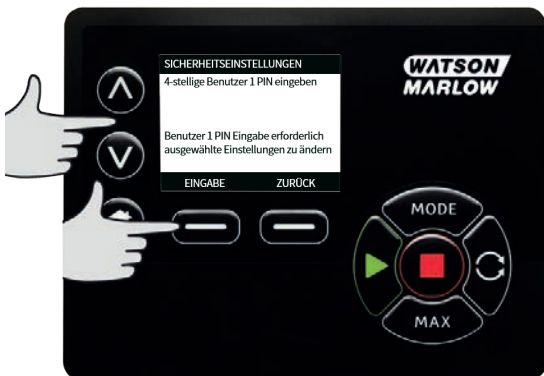 SICHERHEITSEINSTELLUNGEN
4-stellige Benutzer 1 PIN eingeben
Benutzer 1 PIN Eingabe erforderlich
ausgewählte Einstellungen zu ändern
EINGABE ZURÜCK
WATSON
MARLOW
MODE
MAX